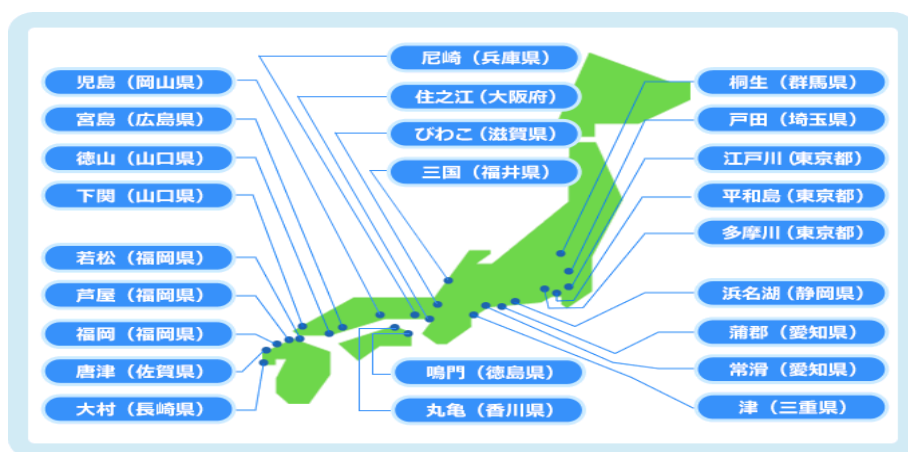 児島（岡山県）
宮島（広島県）
徳山（山口県）
下関（山口県）
若松（福岡県）
芦屋（福岡県）
福岡（福岡県）
唐津（佐賀県）
大村（長崎県）
尼崎（兵庫県）
住之江（大阪府）
びわこ（滋賀県）
三国（福井県）
鳴門（徳島県）
丸亀（香川県）
桐生（群馬県）
戸田（埼玉県）
江戸川（東京都）
平和島（東京都）
多摩川（東京都）
浜名湖（静岡県）
蒲郡（愛知県）
常滑（愛知県）
津（三重県）